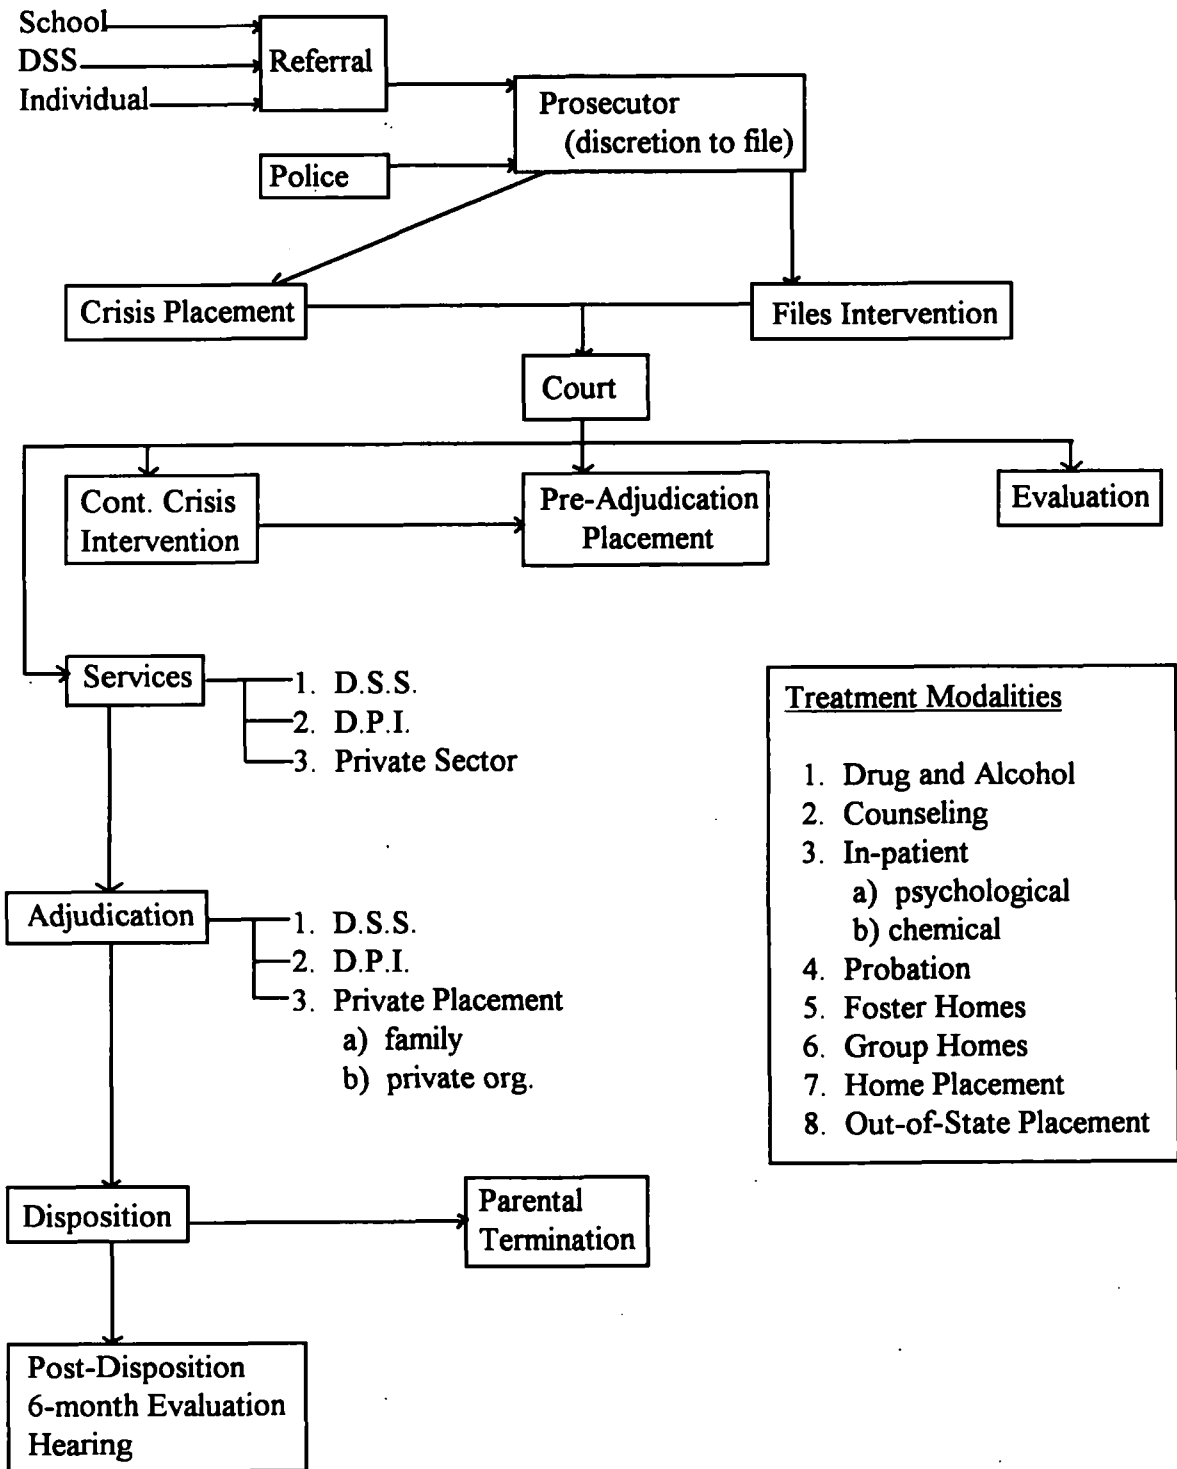 School
DSS
Individual
Referral
Prosecutor
(discretion to file)
Police
Crisis Placement
Files Intervention
Court
Cont. Crisis
Intervention
Pre-Adjudication
Placement
Evaluation
Services
1. D.S.S.
2. D.P.I.
3. Private Sector
Treatment Modalities
1. Drug and Alcohol
2. Counseling
3. In-patient
a) psychological
b) chemical
4. Probation
5. Foster Homes
6. Group Homes
7. Home Placement
8. Out-of-State Placement
Adjudication
1. D.S.S.
2. D.P.I.
3. Private Placement
a) family
b) private org.
Disposition
Parental
Termination
Post-Disposition
6-month Evaluation
Hearing